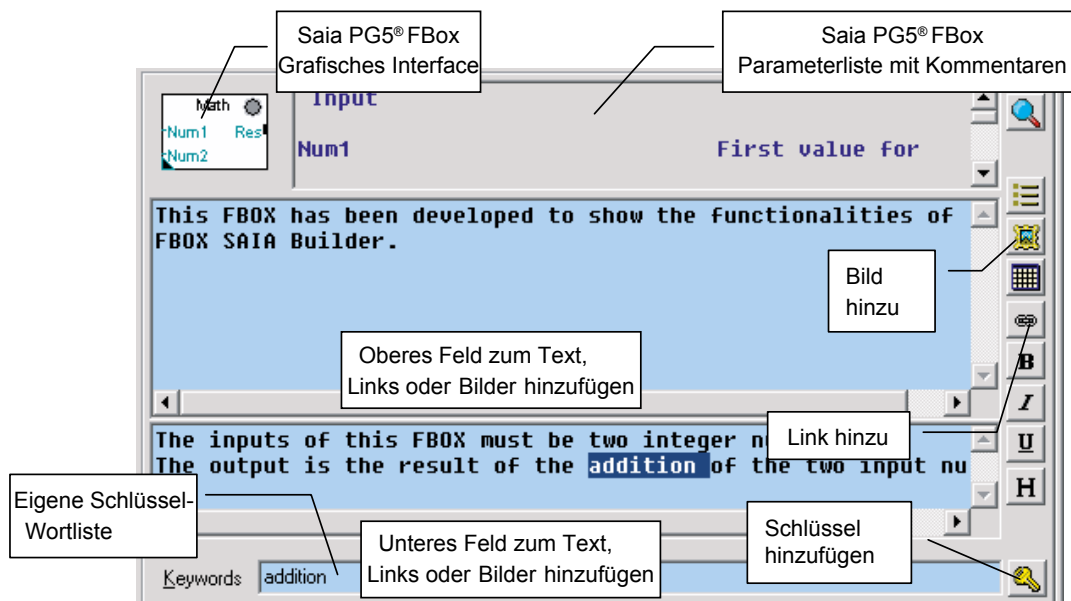 Saia PG5® FBox
Grafisches Interface
Saia PG5® FBox
Parameterliste mit Kommentaren
Math
Num1 Res
Num2
Input
Num1 First value for
This FBOX has been developed to show the functionalities of
FBOX SAIA Builder.
Bild
hinzu
Oberes Feld zum Text,
Links oder Bilder hinzufügen
B
I
U
H
The inputs of this FBOX must be two integer
Link hinzu
The output is the result of the addition of the two input nu
Eigene Schlüssel-
Wortliste
Unteres Feld zum Text,
Links oder Bilder hinzufügen
Schlüssel
hinzufügen
Keywords addition